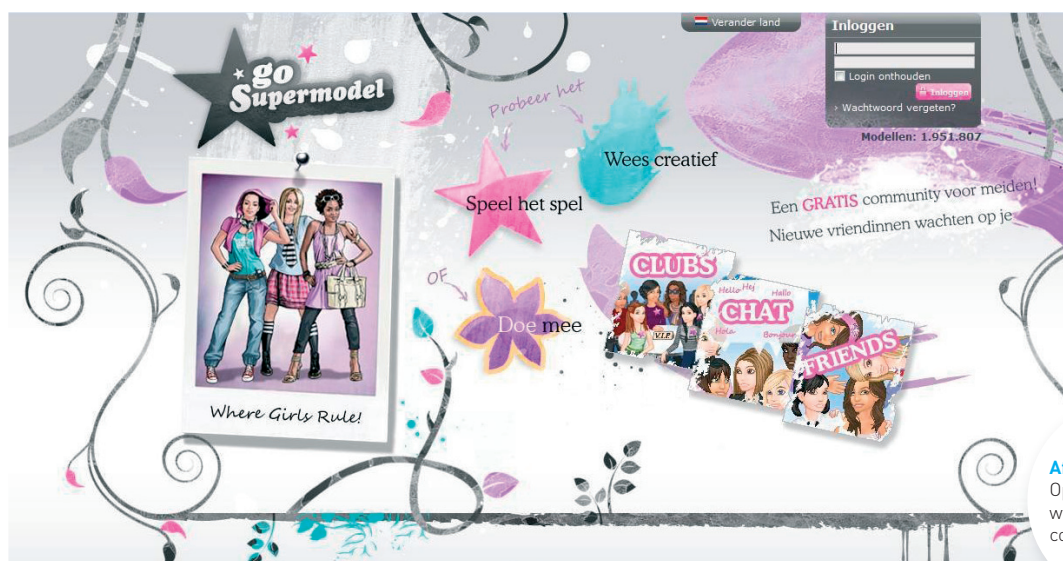 Verander land
Inloggen
Login onthouden
Inloggen
› Wachtwoord vergeten?
Modellen: 1.951.807
go
Supermodel
Probeer het
Wees creatief
Speel het spel
Een GRATIS community voor meiden!
Nieuwe vriendinnen wachten op je
OF
Doe mee
CLUBS
V.I.P.
Hello Hej Hallo
CHAT
Hola Bonjour
FRIENDS
Where Girls Rule!